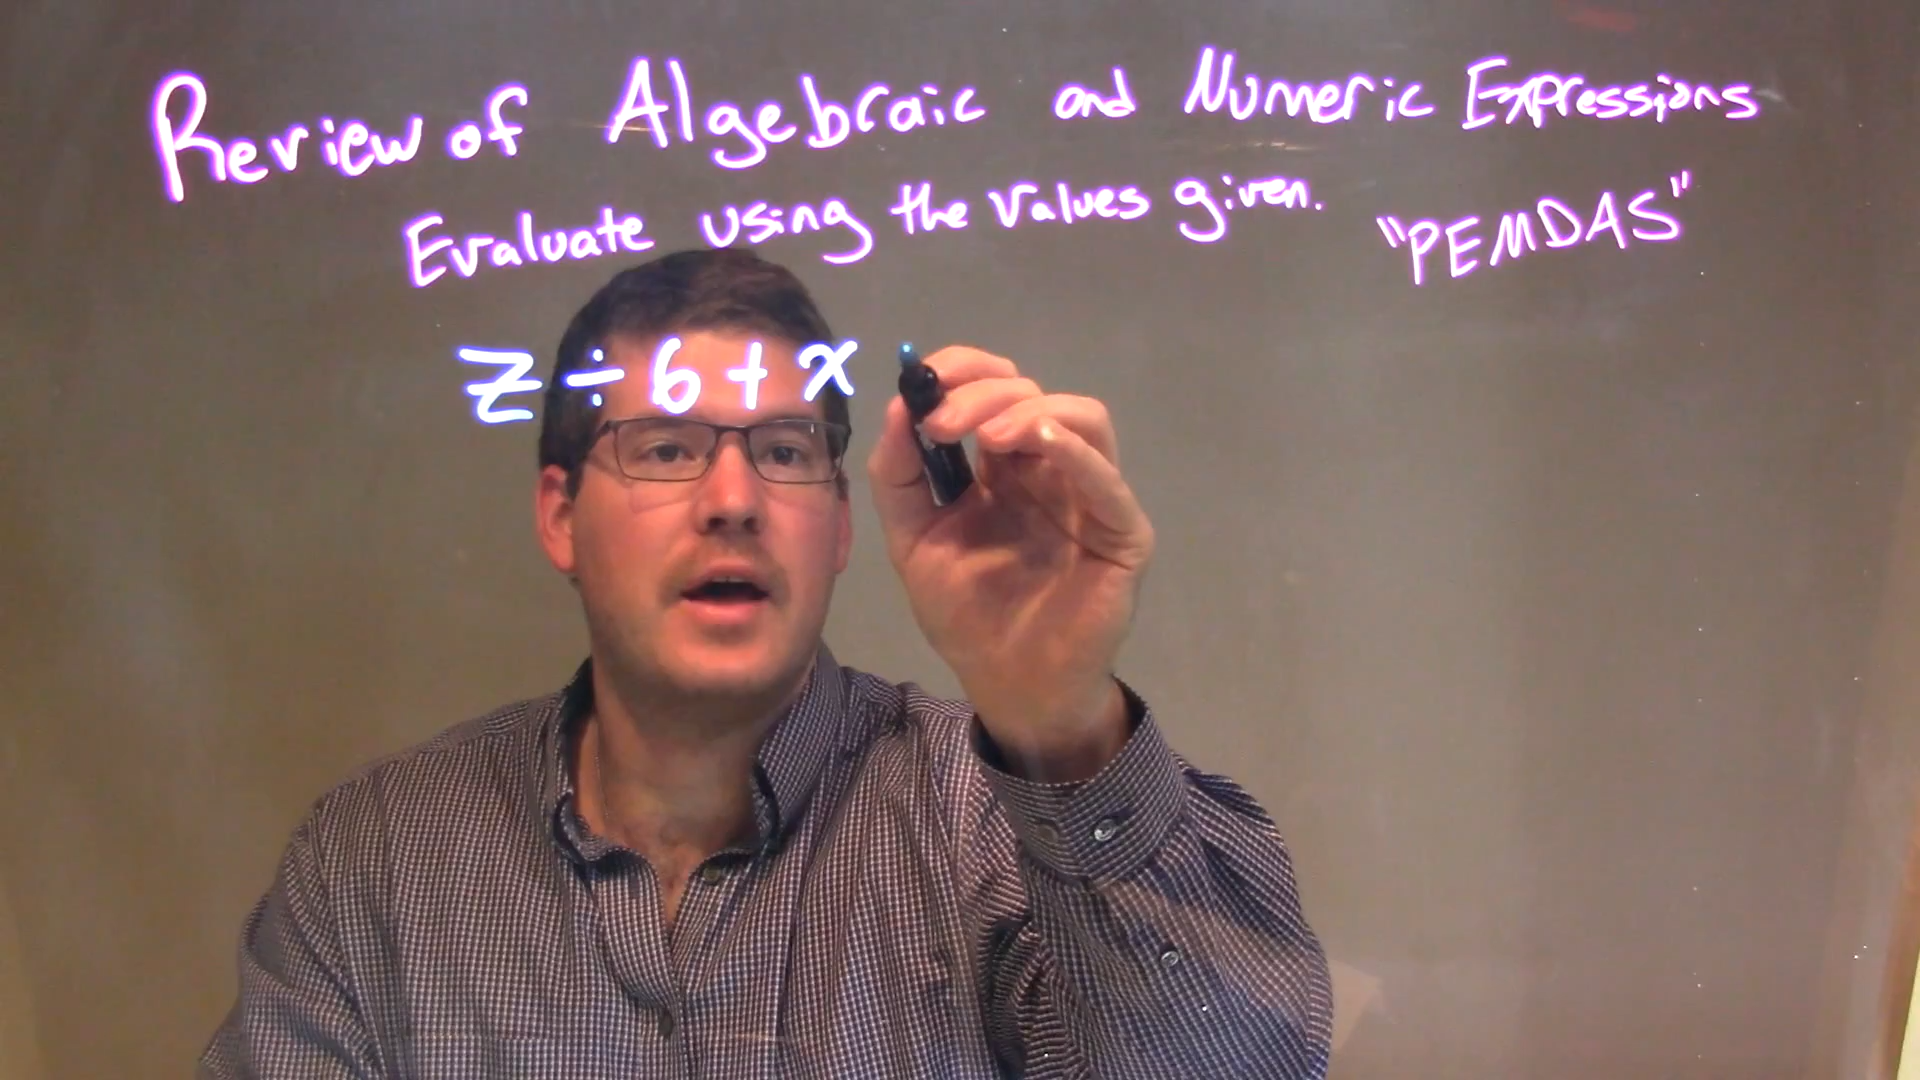 Review of Algebraic and Numeric Expressions
Evaluate using the values given. "PEMDAS"
z ÷ 6 + x